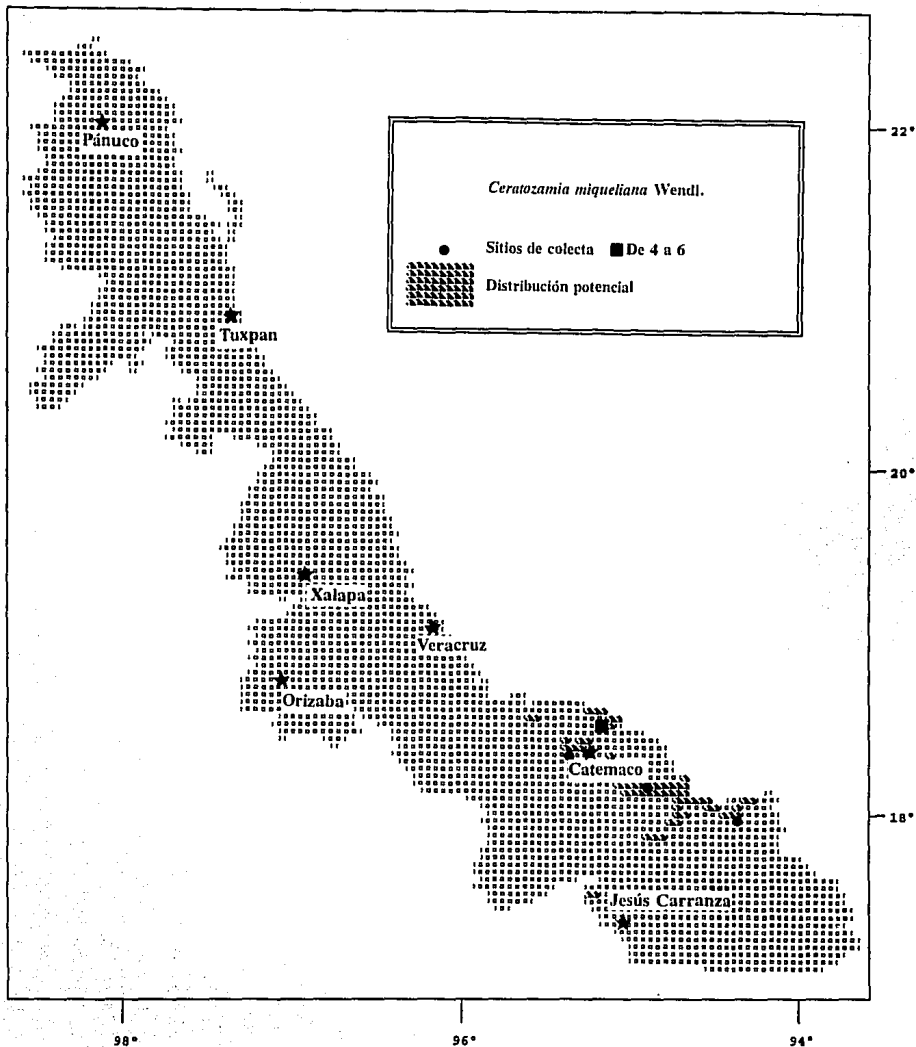 22°
Pánuco
Ceratozamia miqueliana Wendl.
Sitios de colecta De 4 a 6
Distribución potencial
Tuxpan
20°
Xalapa
Veracruz
Orizaba
Catemaco
18°
Jesús Carranza
98° 96° 94°